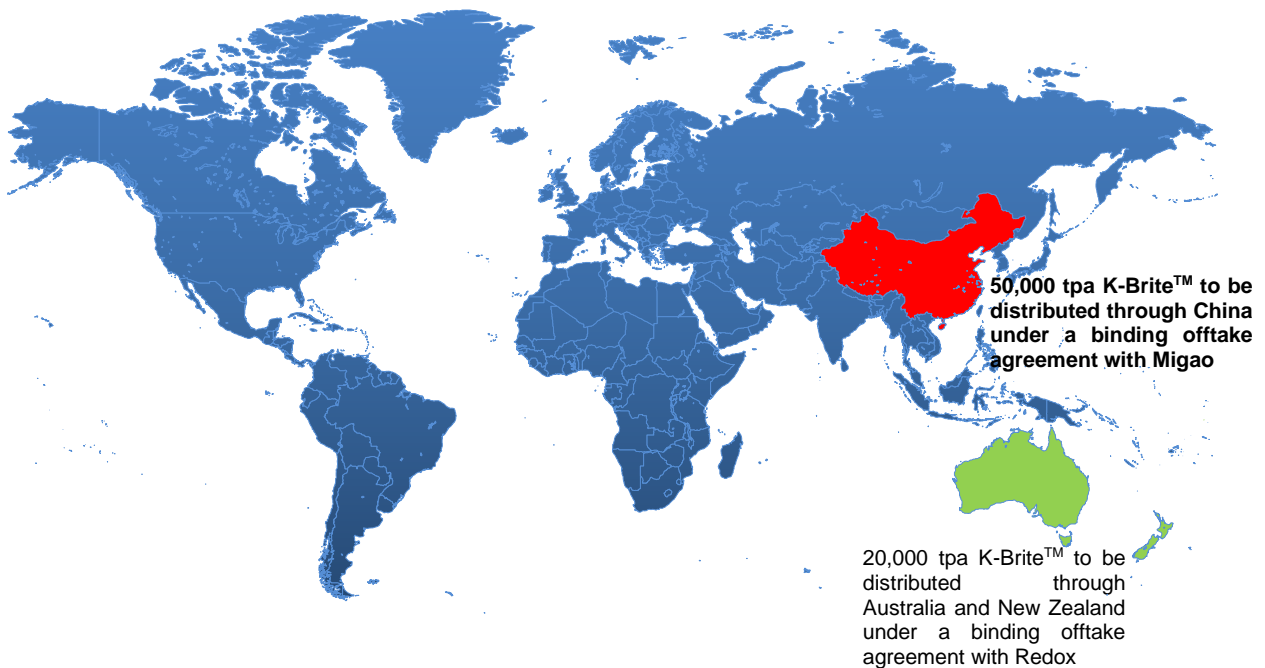 50,000 tpa K-Brite™ to be
distributed through China
under a binding offtake
agreement with Migao
20,000 tpa K-Brite™ to be
distributed through
Australia and New Zealand
under a binding offtake
agreement with Redox